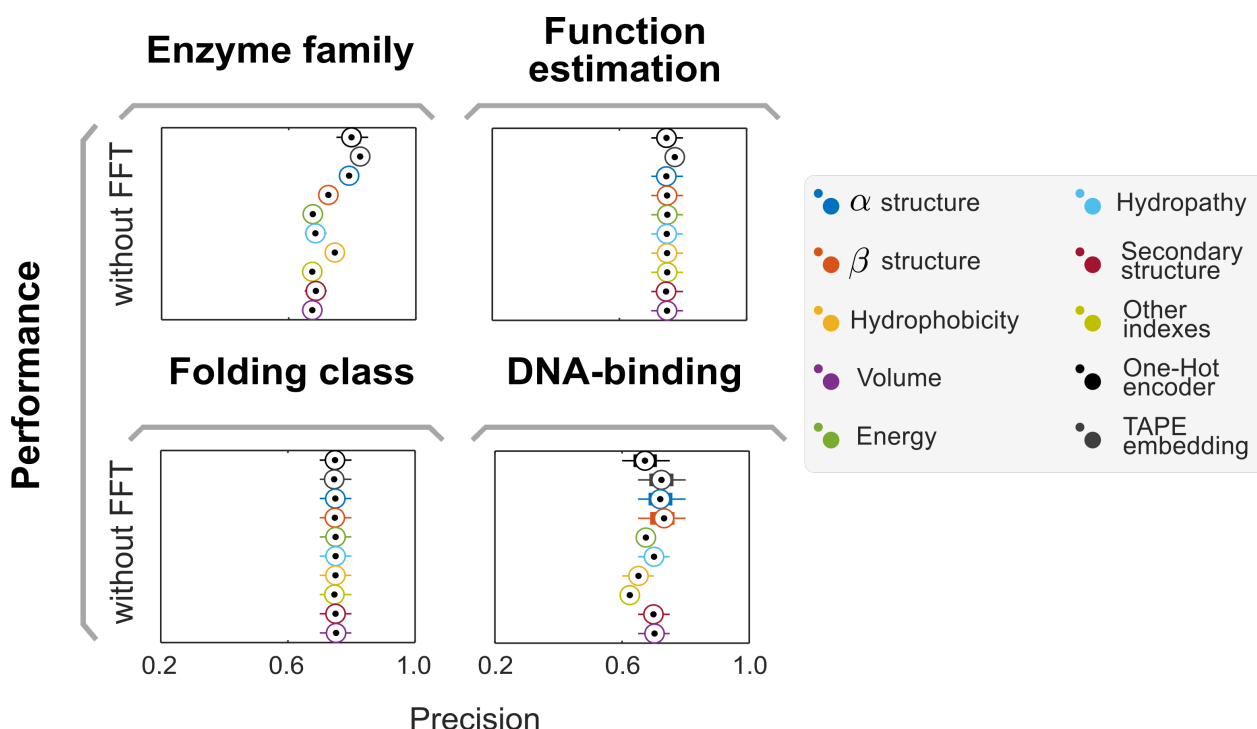 Enzyme family
Function
estimation
without FFT
Performance
Folding class
DNA-binding
without FFT
0.2
0.6
1.0
0.2
0.6
1.0
Precision
α structure
β structure
Hydrophobicity
Volume
Energy
Hydropathy
Secondary
structure
Other
indexes
One-Hot
encoder
TAPE
embedding